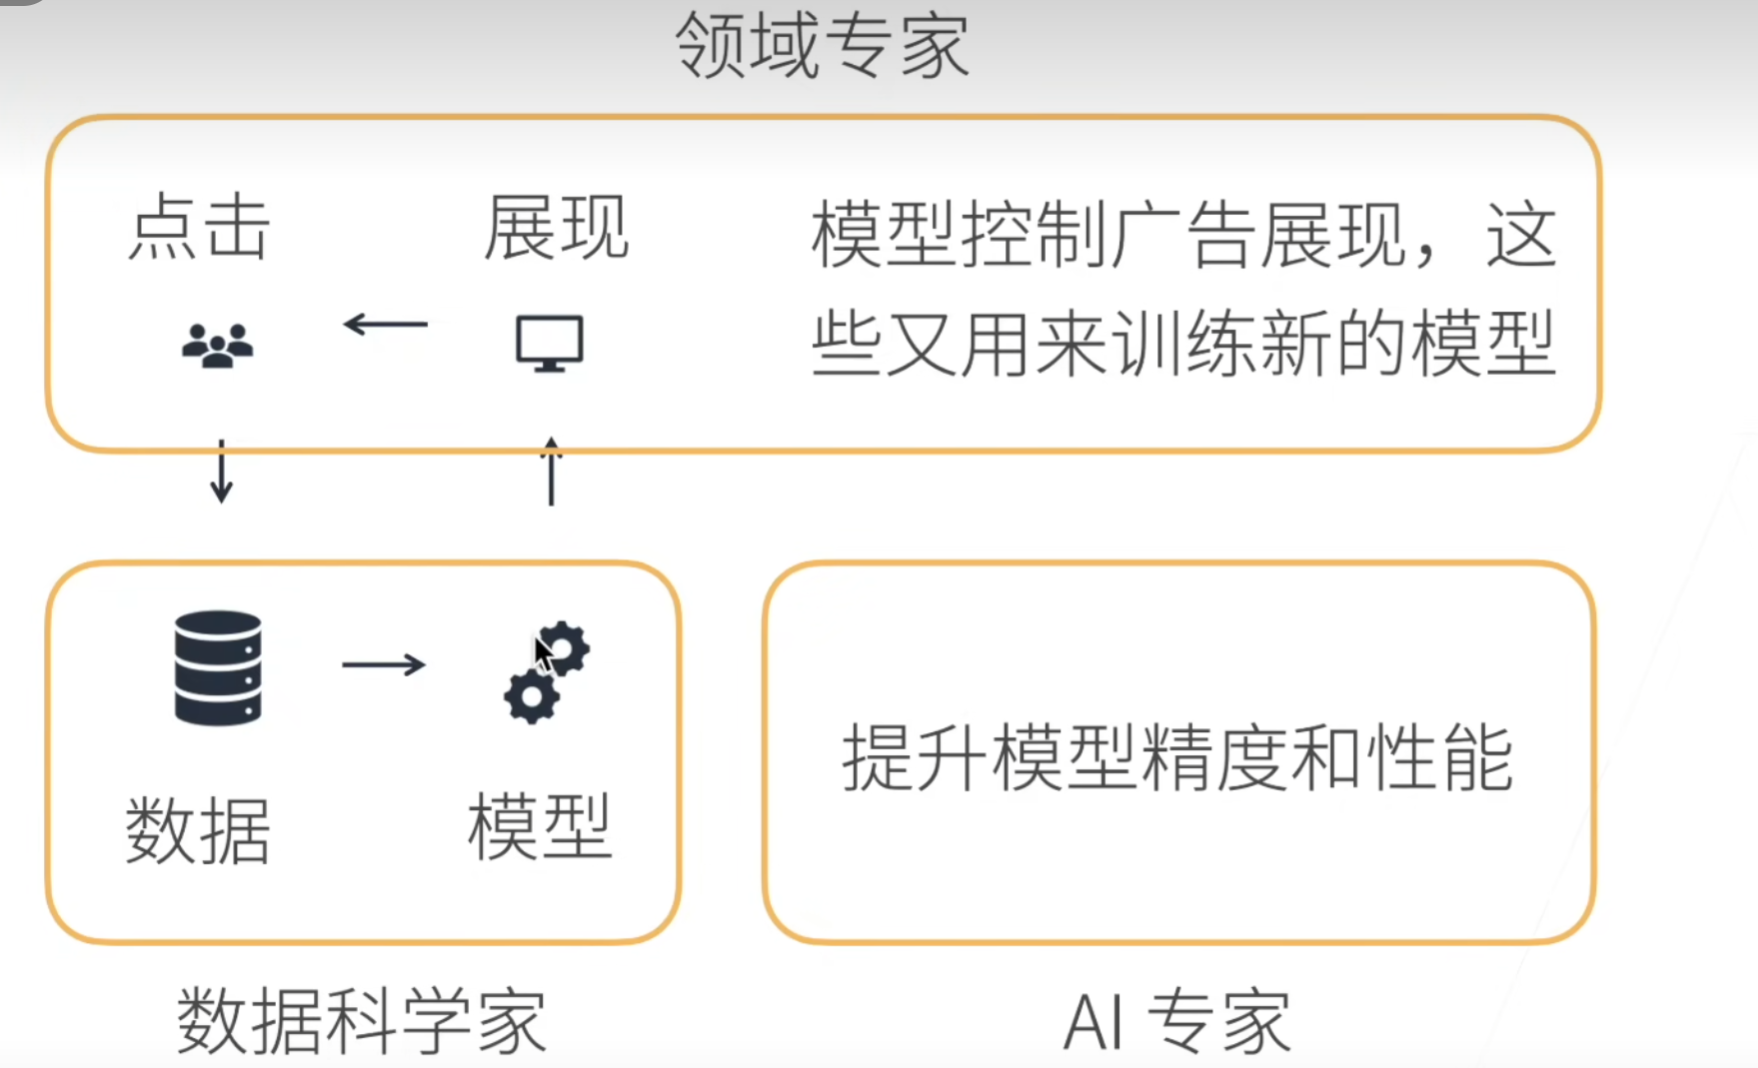 领域专家
点击
展现
模型控制广告展现，这
些又用来训练新的模型
数据
模型
提升模型精度和性能
数据科学家
AI 专家